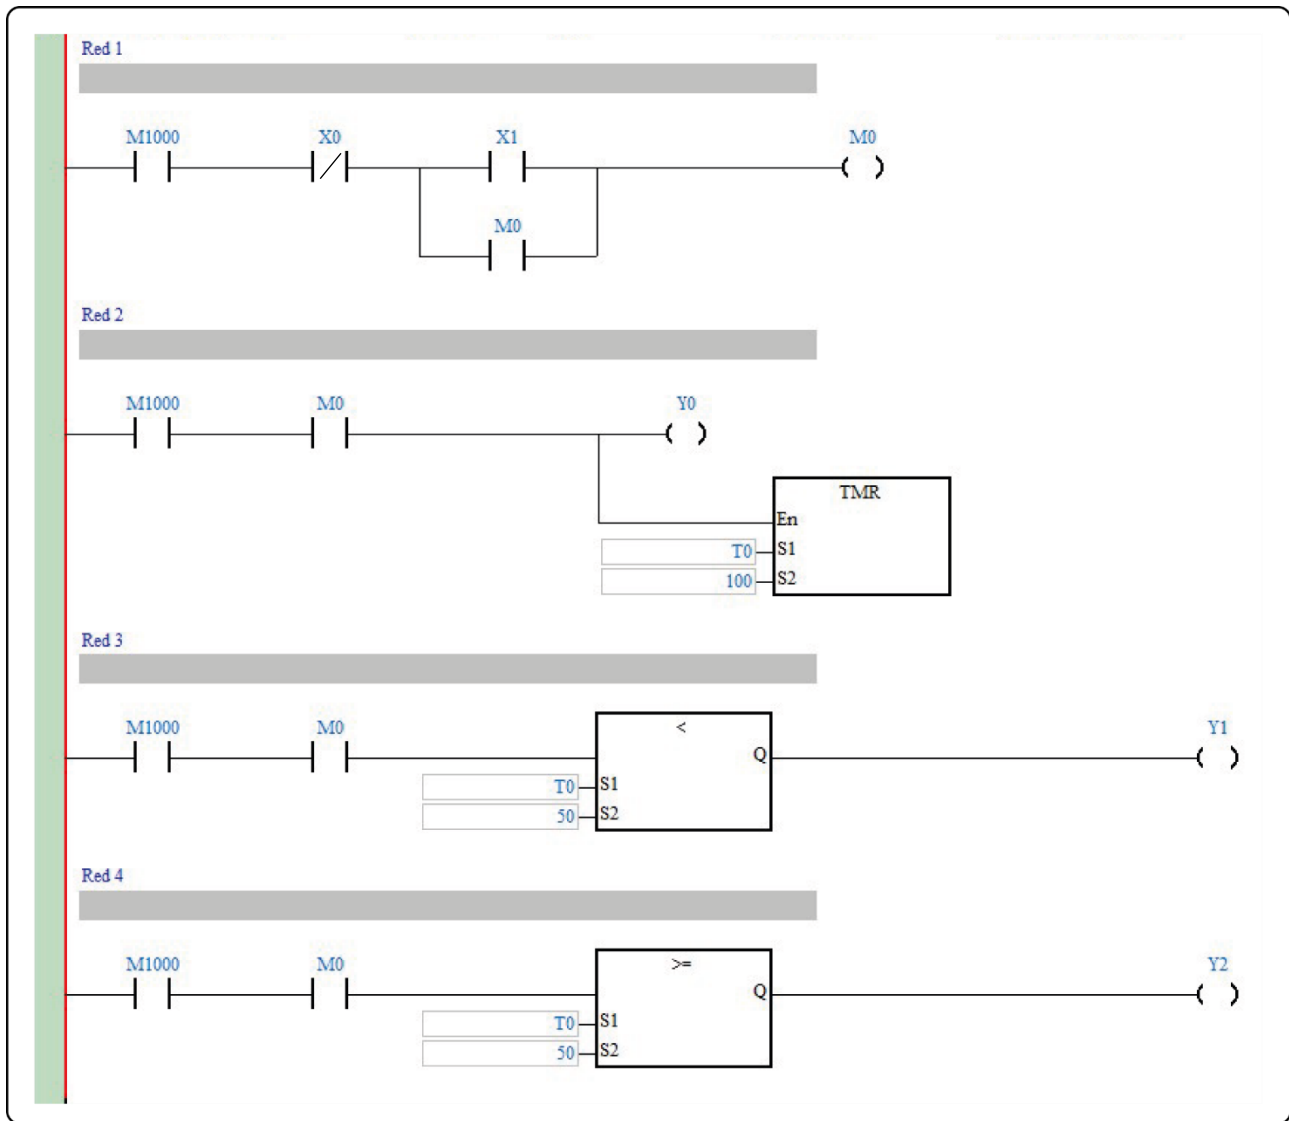 Red 1
M1000 X0 X1 M0
M0
Red 2
M1000 M0 Y0
TMR
En
T0 S1
100 S2
Red 3
M1000 M0 < Y1
Q
T0 S1
50 S2
Red 4
M1000 M0 >= Y2
Q
T0 S1
50 S2